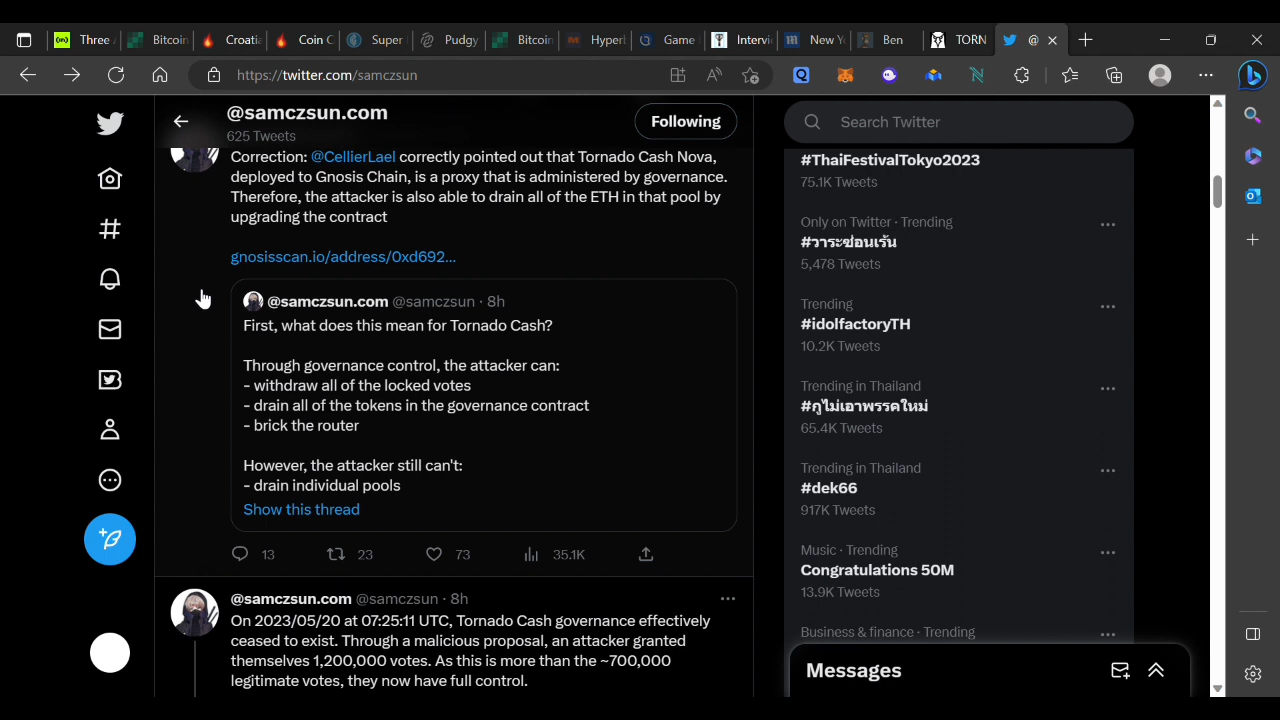 Three
Bitcoin
Croatia
Coin C
Super
Pudgy
Bitcoin
Hyperl
Game
Intervi
New Y
Ben
TORN
@
https://twitter.com/samczsun
@samczsun.com
625 Tweets
Following
Correction: @CellierLael correctly pointed out that Tornado Cash Nova,
deployed to Gnosis Chain, is a proxy that is administered by governance.
Therefore, the attacker is also able to drain all of the ETH in that pool by
upgrading the contract
gnosisscan.io/address/0xd692...
@samczsun.com @samczsun · 8h
First, what does this mean for Tornado Cash?
Through governance control, the attacker can:
- withdraw all of the locked votes
- drain all of the tokens in the governance contract
- brick the router
However, the attacker still can't:
- drain individual pools
Show this thread
13 23 73 35.1K
@samczsun.com @samczsun · 8h
On 2023/05/20 at 07:25:11 UTC, Tornado Cash governance effectively
ceased to exist. Through a malicious proposal, an attacker granted
themselves 1,200,000 votes. As this is more than the ~700,000
legitimate votes, they now have full control.
Search Twitter
#ThaiFestivalTokyo2023
75.1K Tweets
Only on Twitter · Trending
#วาระซ่อนเร้น
5,478 Tweets
Trending
#idolfactoryTH
10.2K Tweets
Trending in Thailand
#กูไม่เอาพรรคใหม่
65.4K Tweets
Trending in Thailand
#dek66
917K Tweets
Music · Trending
Congratulations 50M
13.9K Tweets
Business & finance · Trending
Messages